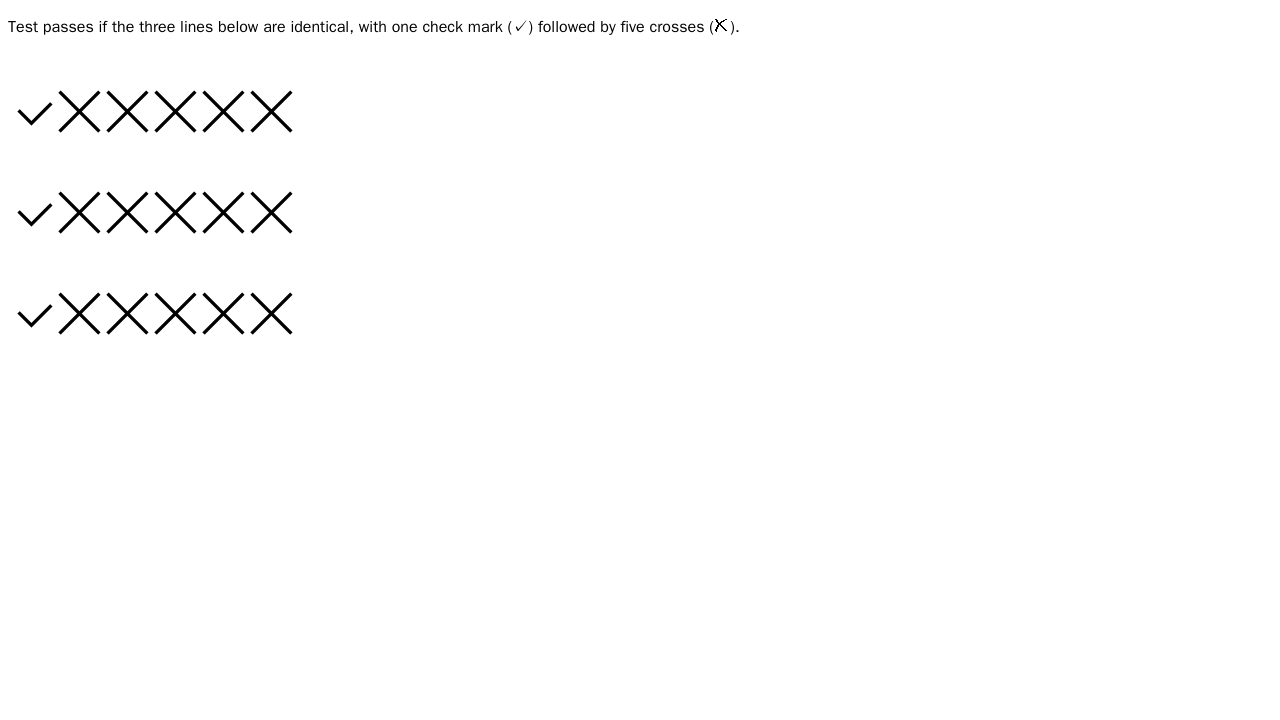 Test passes if the three lines below are identical, with one check mark (✓) followed by five crosses (☓).
✓☓☓☓☓☓
✓☓☓☓☓☓
✓☓☓☓☓☓